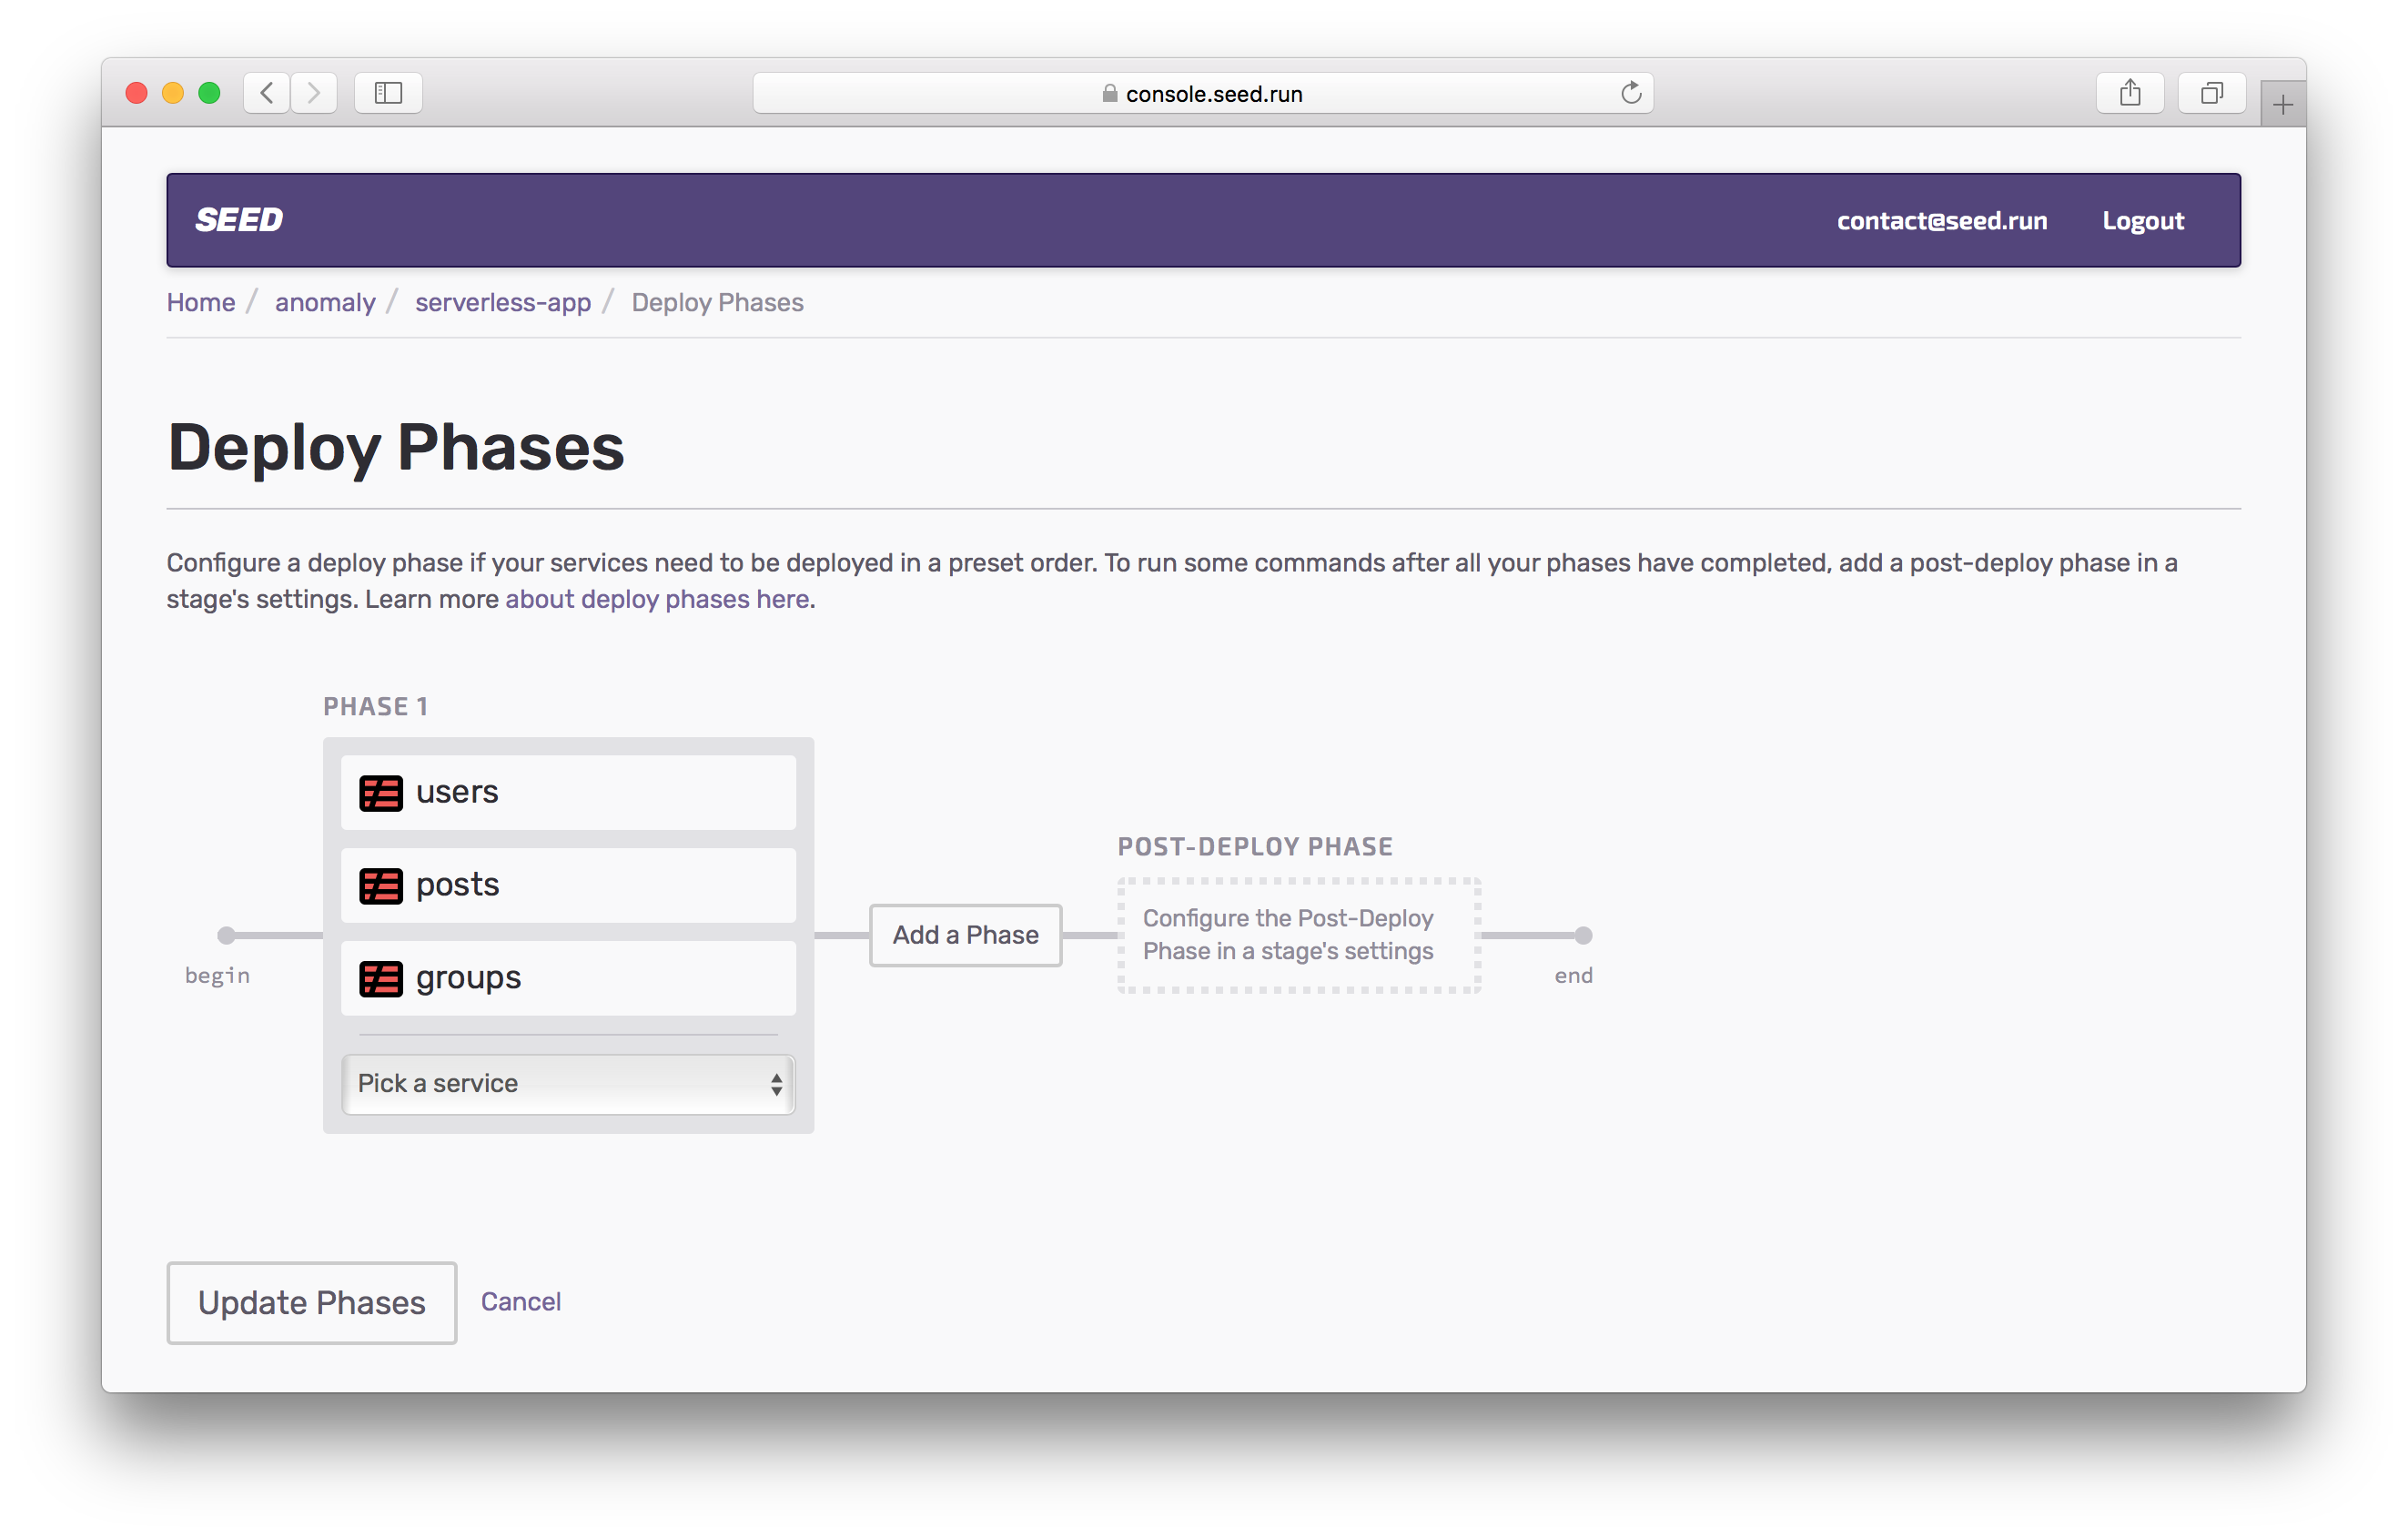 console.seed.run
SEED
contact@seed.run
Logout
Home / anomaly / serverless-app / Deploy Phases
Deploy Phases
Configure a deploy phase if your services need to be deployed in a preset order. To run some commands after all your phases have completed, add a post-deploy phase in a
stage's settings. Learn more about deploy phases here.
PHASE 1
users
posts
groups
Pick a service
begin
Add a Phase
POST-DEPLOY PHASE
Configure the Post-Deploy
Phase in a stage's settings
end
Update Phases
Cancel